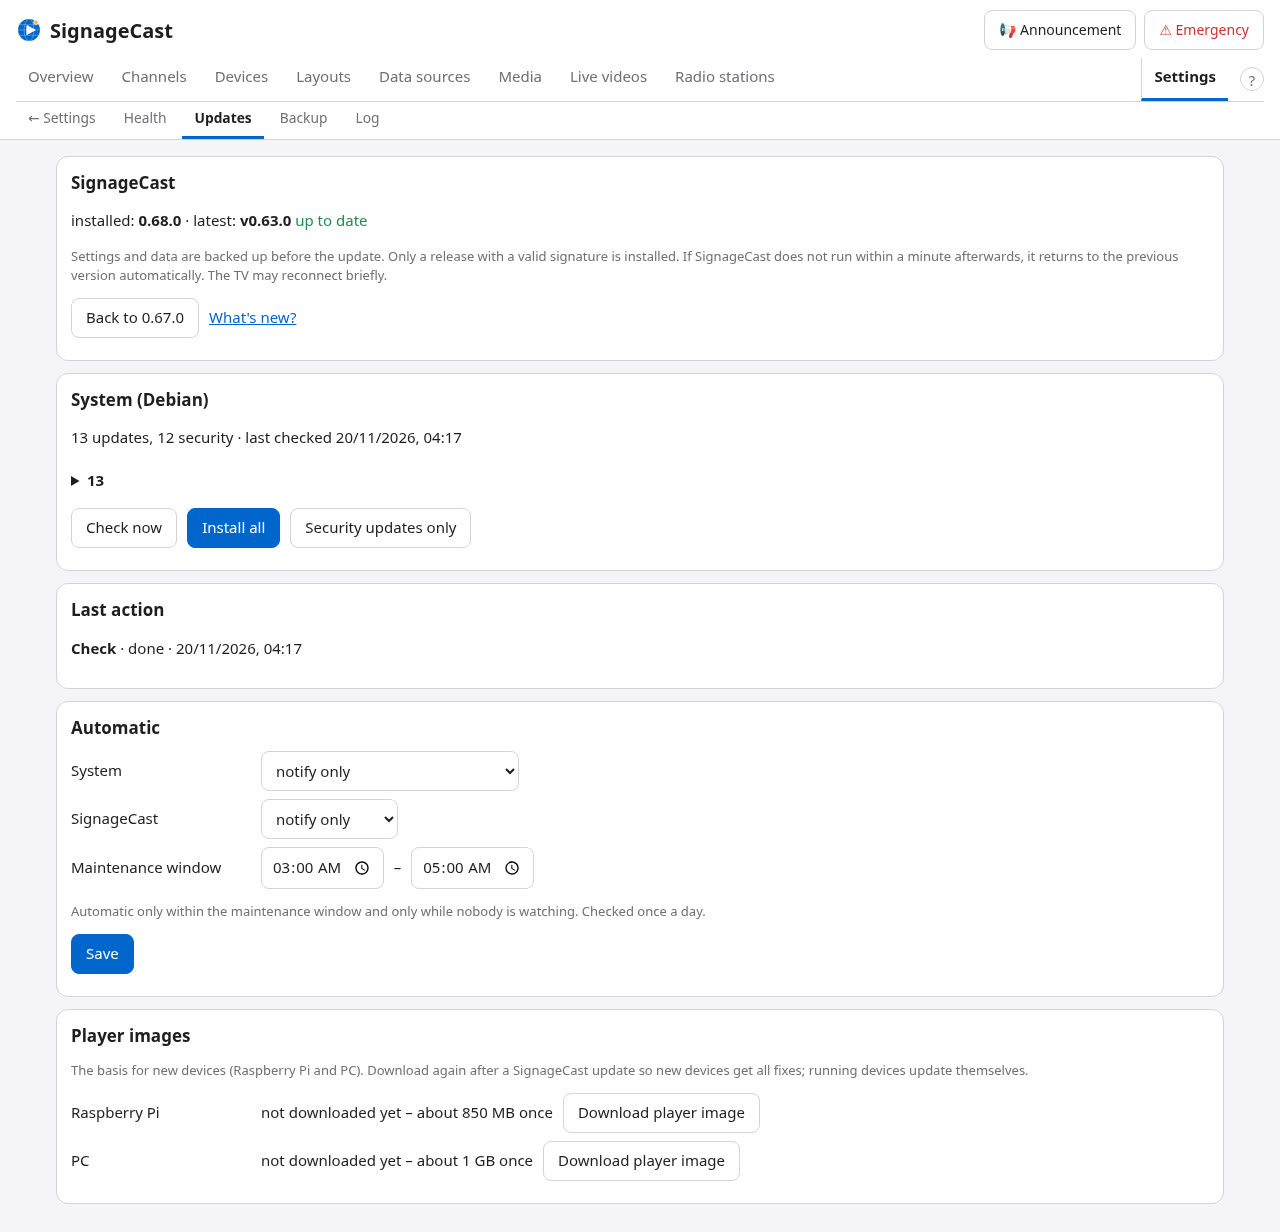 SignageCast
📢 Announcement
⚠ Emergency
Overview
Channels
Devices
Layouts
Data sources
Media
Live videos
Radio stations
Settings
?
← Settings
Health
Updates
Backup
Log
SignageCast
installed: 0.68.0 · latest: v0.63.0 up to date
Settings and data are backed up before the update. Only a release with a valid signature is installed. If SignageCast does not run within a minute afterwards, it returns to the previous
version automatically. The TV may reconnect briefly.
Back to 0.67.0
What's new?
System (Debian)
13 updates, 12 security · last checked 20/11/2026, 04:17
▶ 13
Check now
Install all
Security updates only
Last action
Check · done · 20/11/2026, 04:17
Automatic
System
notify only
SignageCast
notify only
Maintenance window
03:00 AM – 05:00 AM
Automatic only within the maintenance window and only while nobody is watching. Checked once a day.
Save
Player images
The basis for new devices (Raspberry Pi and PC). Download again after a SignageCast update so new devices get all fixes; running devices update themselves.
Raspberry Pi
not downloaded yet – about 850 MB once
Download player image
PC
not downloaded yet – about 1 GB once
Download player image